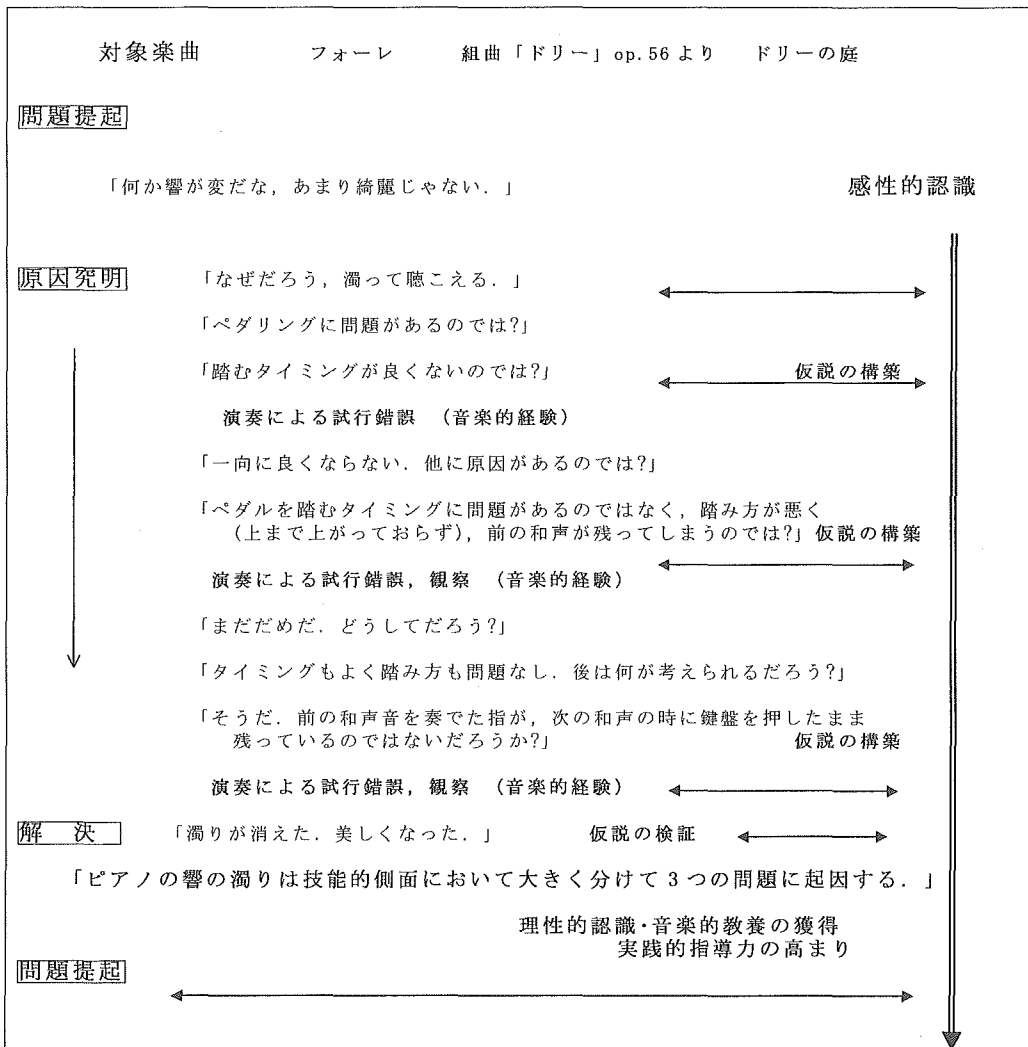 対象楽曲 フォーレ 組曲「ドリー」op.56より ドリーの庭
問題提起
「何か響が変だな，あまり綺麗じゃない．」 感性的認識
原因究明 「なぜだろう，濁って聴こえる．」
「ペダリングに問題があるのでは?」
「踏むタイミングが良くないのでは?」 仮説の構築
演奏による試行錯誤 （音楽的経験）
「一向に良くならない．他に原因があるのでは?」
「ペダルを踏むタイミングに問題があるのではなく，踏み方が悪く
（上まで上がっておらず），前の和声が残ってしまうのでは?」仮説の構築
演奏による試行錯誤，観察 （音楽的経験）
「まだだめだ．どうしてだろう?」
「タイミングもよく踏み方も問題なし．後は何が考えられるだろう?」
「そうだ．前の和声音を奏でた指が，次の和声の時に鍵盤を押したまま
残っているのではないだろうか?」 仮説の構築
演奏による試行錯誤，観察 （音楽的経験）
解 決 「濁りが消えた．美しくなった．」 仮説の検証
「ピアノの響の濁りは技能的側面において大きく分けて3つの問題に起因する．」
理性的認識・音楽的教養の獲得
実践的指導力の高まり
問題提起